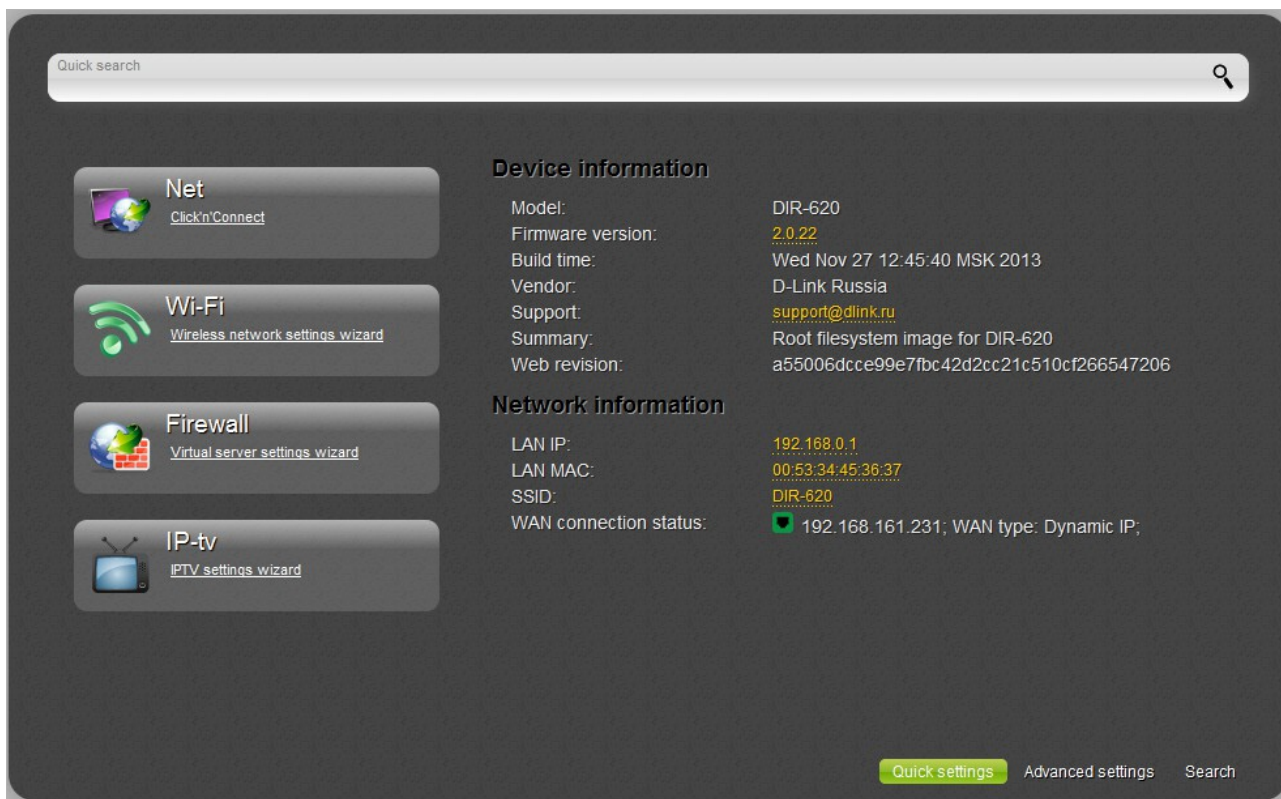 Quick search
Net
Click'n'Connect
Wi-Fi
Wireless network settings wizard
Firewall
Virtual server settings wizard
IP-tv
IPTV settings wizard
Device information
Model: DIR-620
Firmware version: 2.0.22
Build time: Wed Nov 27 12:45:40 MSK 2013
Vendor: D-Link Russia
Support: support@dlink.ru
Summary: Root filesystem image for DIR-620
Web revision: a55006dcce99e7fbc42d2cc21c510cf266547206
Network information
LAN IP: 192.168.0.1
LAN MAC: 00:53:34:45:36:37
SSID: DIR-620
WAN connection status: 192.168.161.231; WAN type: Dynamic IP;
Quick settings Advanced settings Search